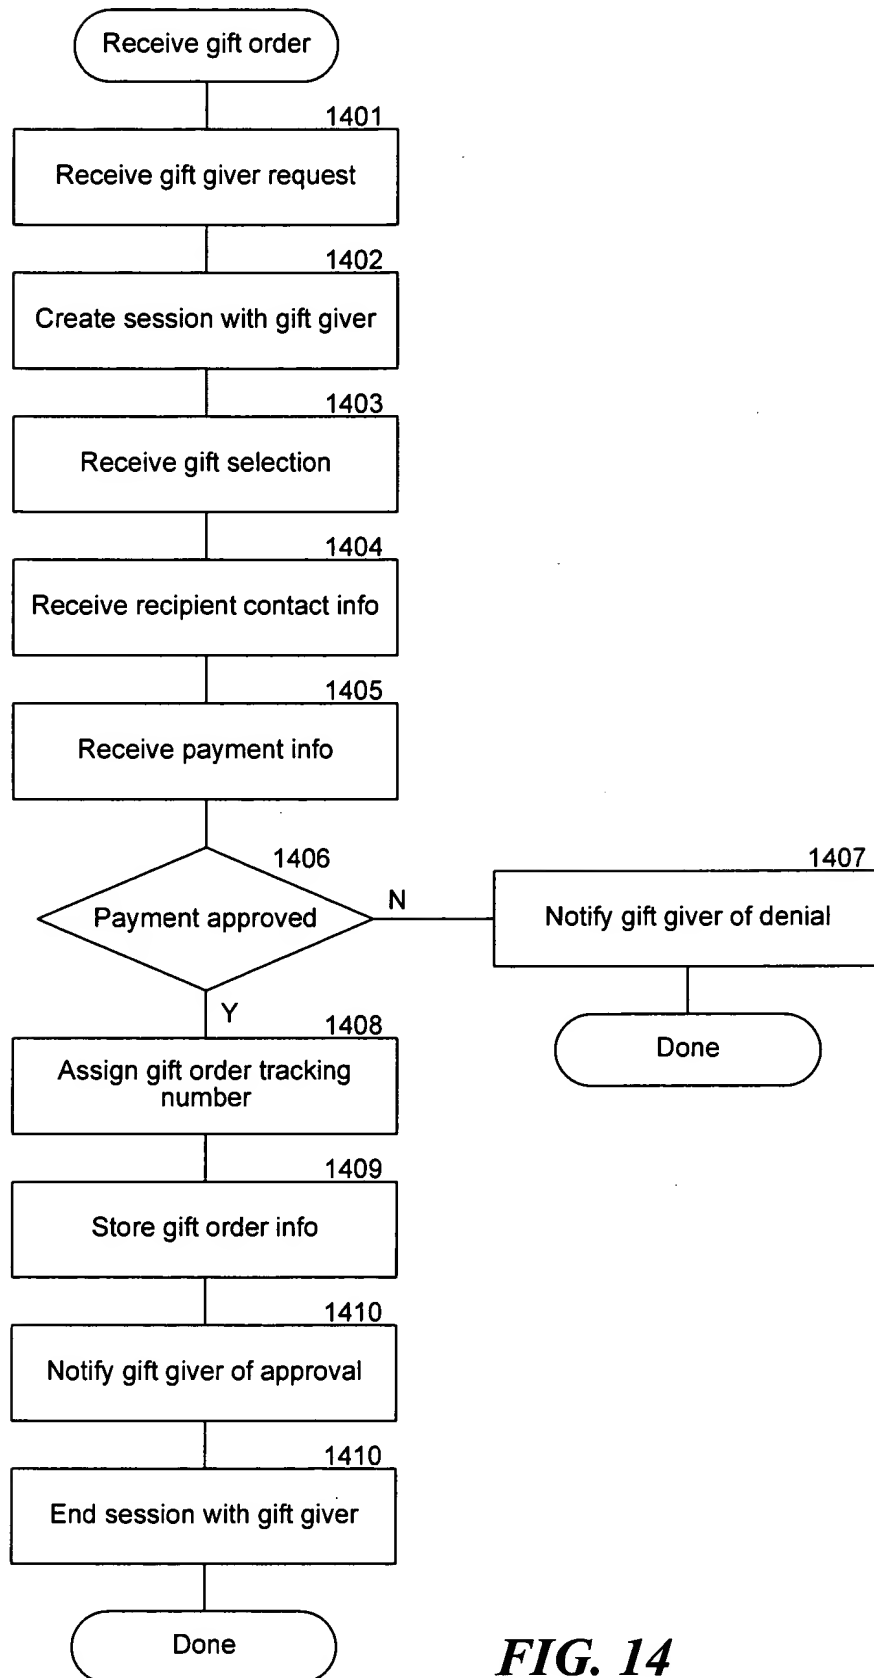 Receive gift order
1401
Receive gift giver request
1402
Create session with gift giver
1403
Receive gift selection
1404
Receive recipient contact info
1405
Receive payment info
1406
Payment approved
N
1407
Notify gift giver of denial
Done
Y
1408
Assign gift order tracking
number
1409
Store gift order info
1410
Notify gift giver of approval
1410
End session with gift giver
Done
FIG. 14